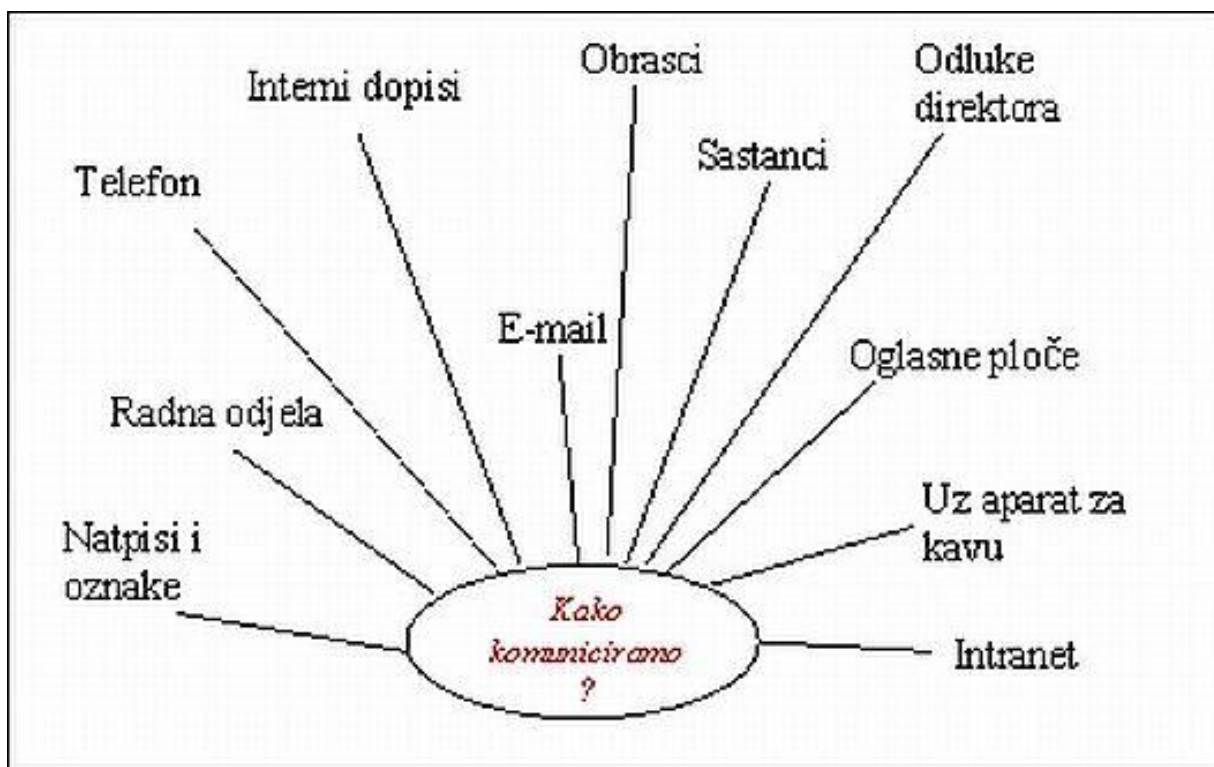 Obrasci
Odluke
direktora
Interni dopisi
Sastanci
Telefon
E-mail
Oglasne ploče
Radna odjela
Uz aparat za
kavu
Natpisi i
oznake
Kako
komuniciramo
?
Intranet